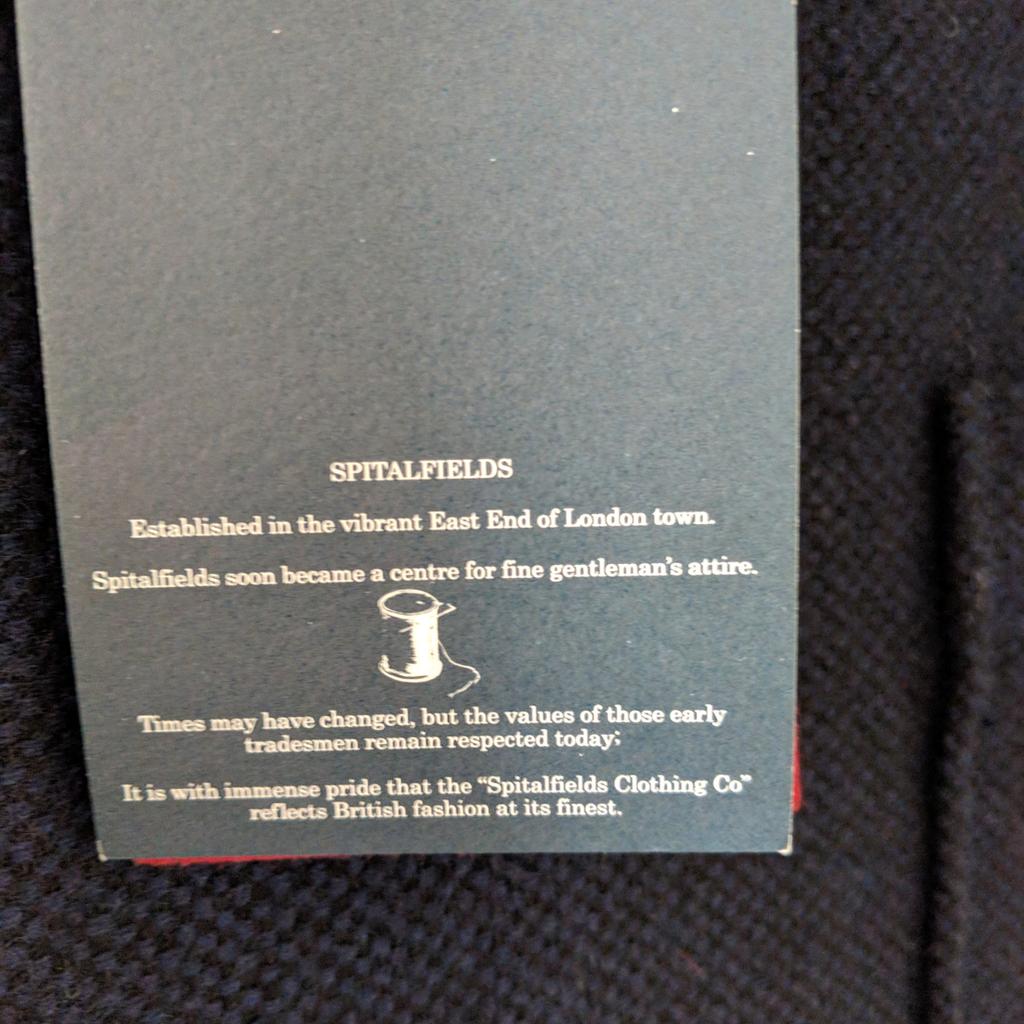 SPITALFIELDS
Established in the vibrant East End of London town.
Spitalfields soon became a centre for fine gentleman's attire.
Times may have changed, but the values of those early
tradesmen remain respected today;
It is with immense pride that the "Spitalfields Clothing Co"
reflects British fashion at its finest.